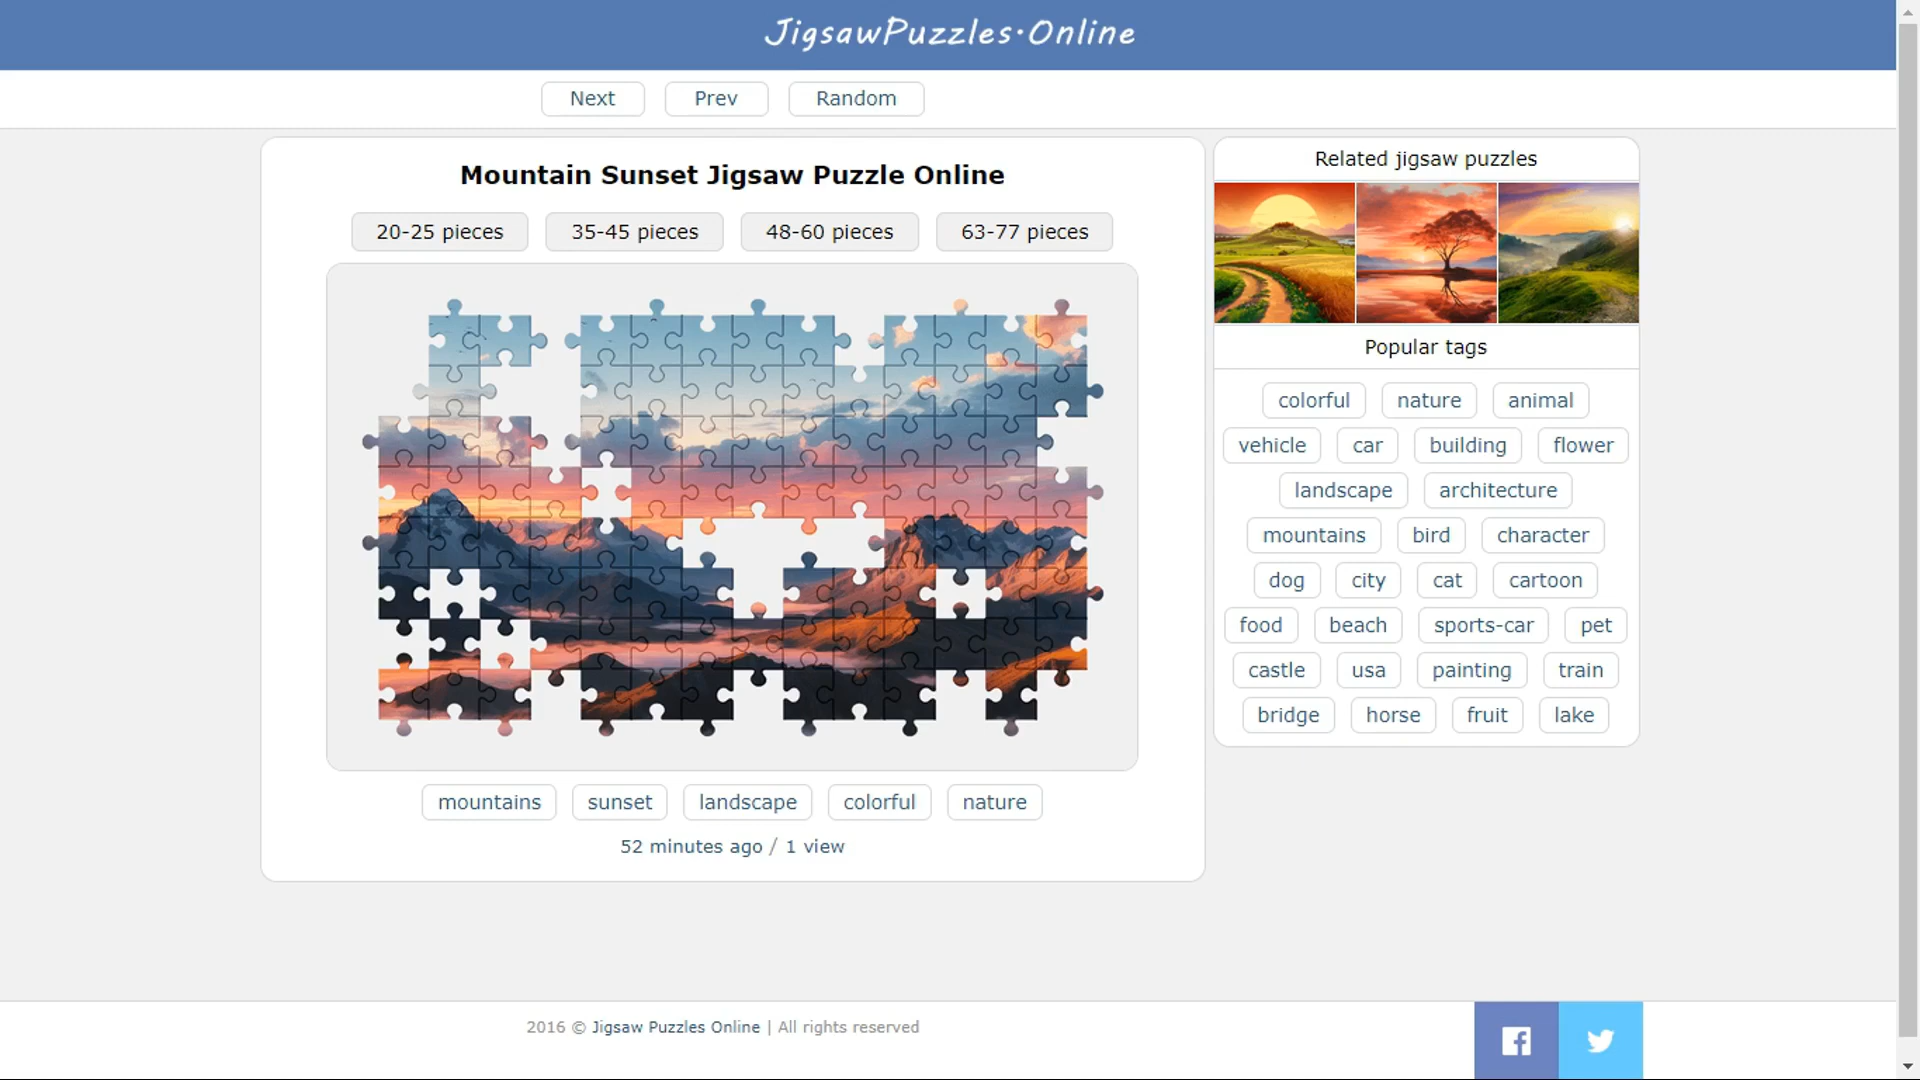 JigsawPuzzles·Online
Next Prev Random
Mountain Sunset Jigsaw Puzzle Online
20-25 pieces 35-45 pieces 48-60 pieces 63-77 pieces
mountains sunset landscape colorful nature
52 minutes ago / 1 view
Related jigsaw puzzles
Popular tags
colorful nature animal
vehicle car building flower
landscape architecture
mountains bird character
dog city cat cartoon
food beach sports-car pet
castle usa painting train
bridge horse fruit lake
2016 © Jigsaw Puzzles Online | All rights reserved